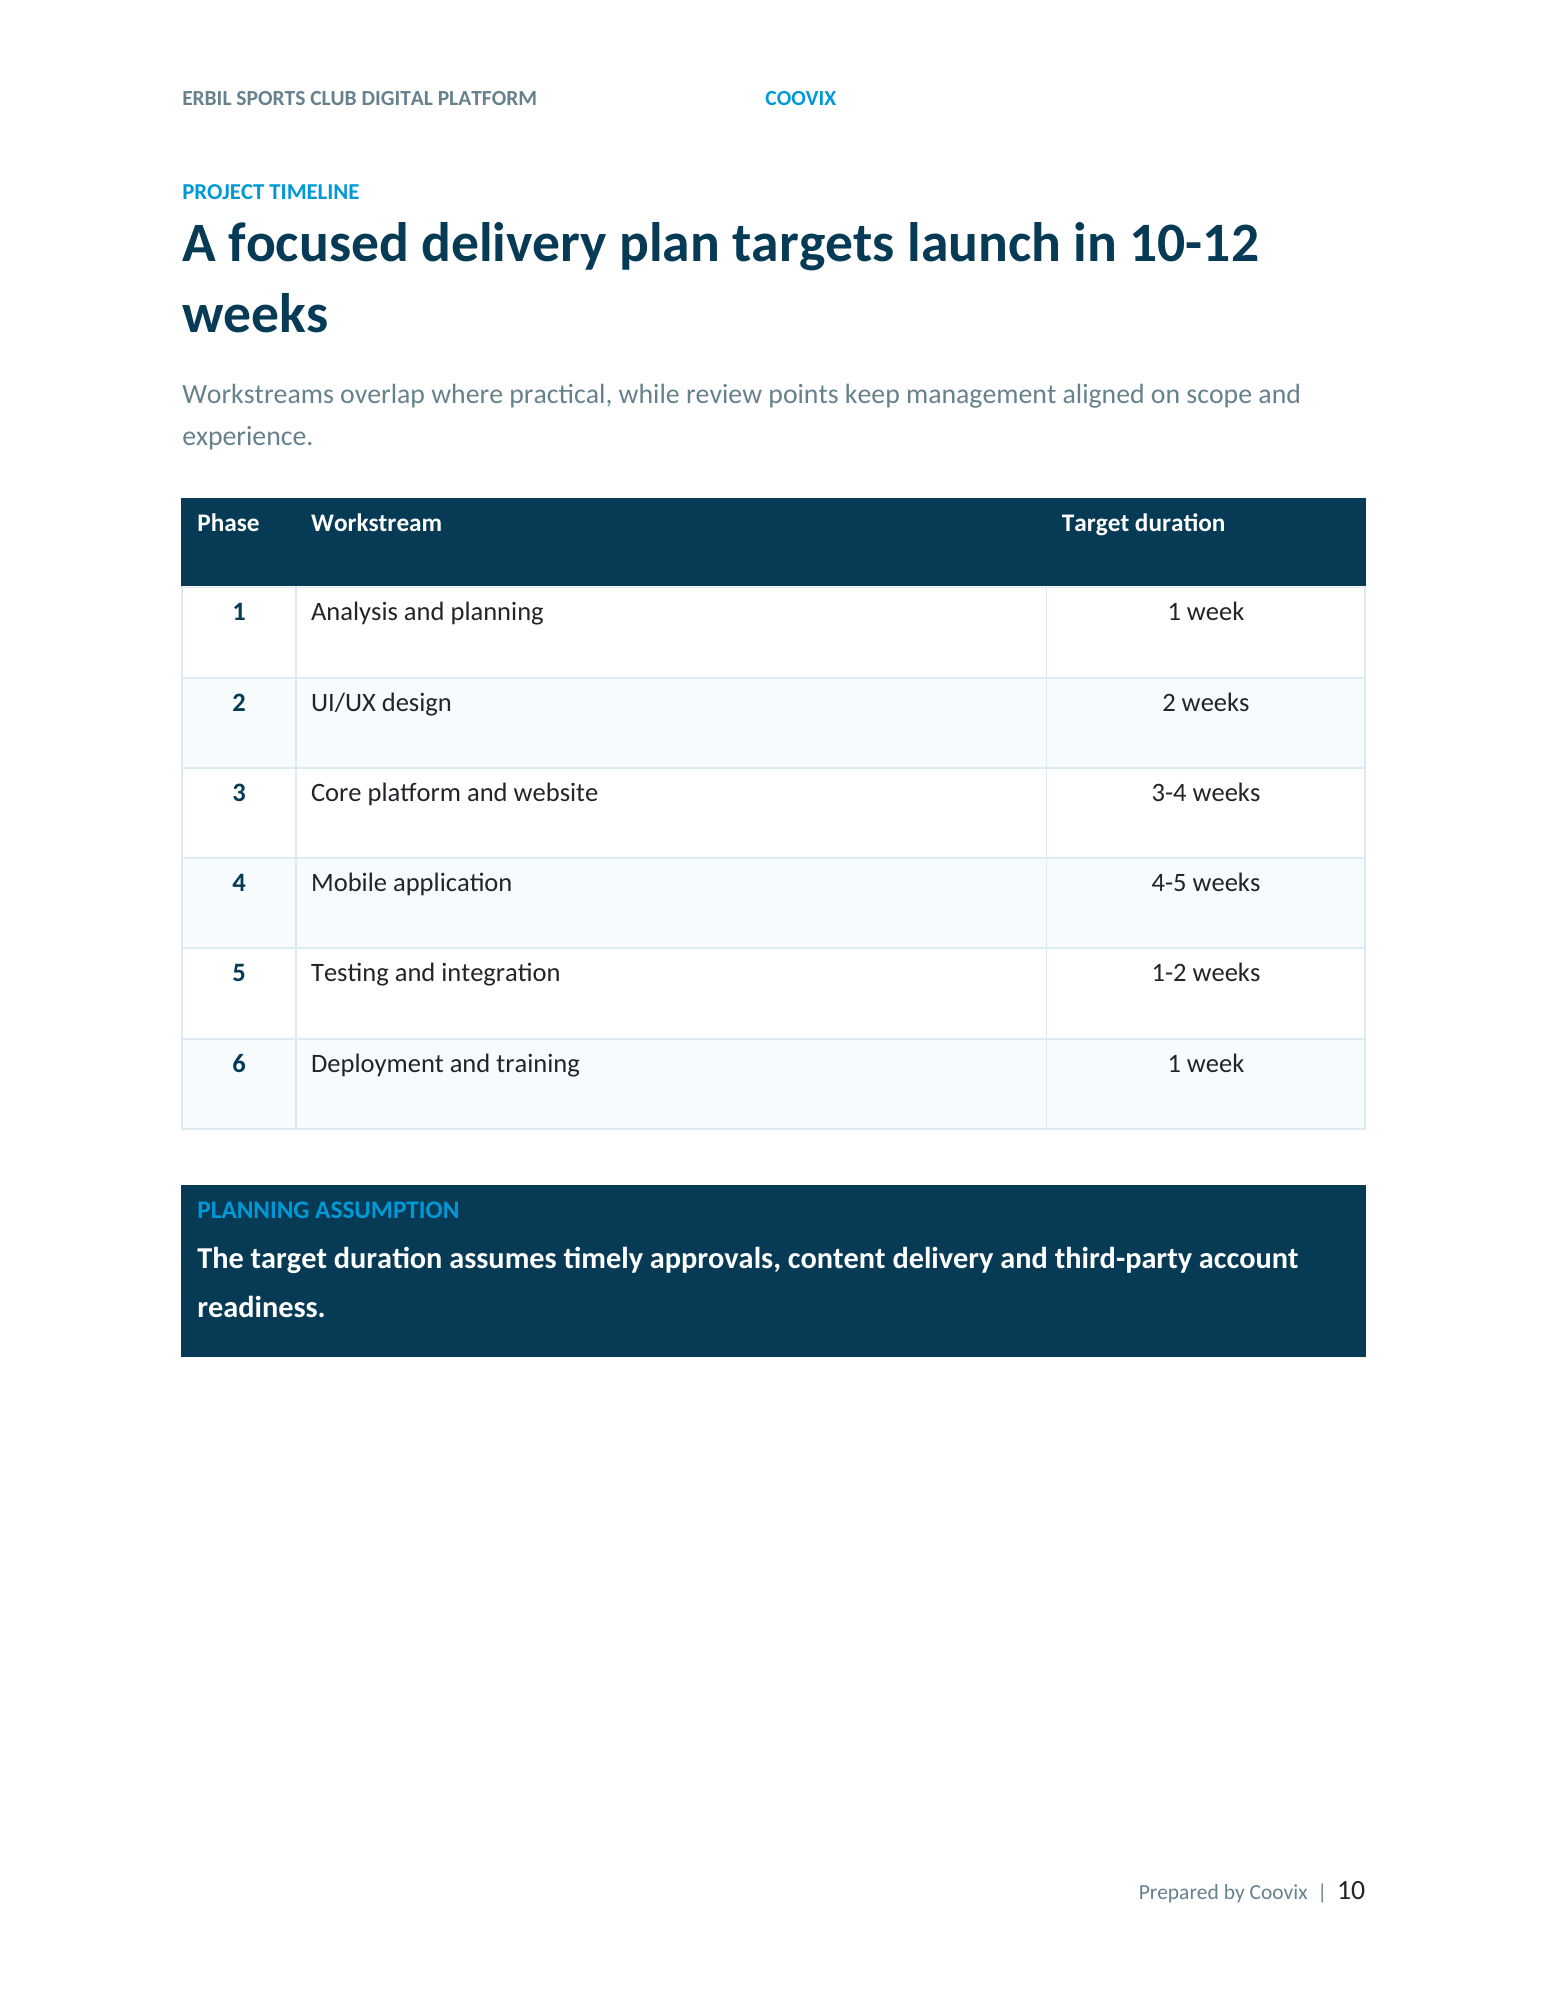 ERBIL SPORTS CLUB DIGITAL PLATFORM COOVIX
PROJECT TIMELINE
A focused delivery plan targets launch in 10-12
weeks
Workstreams overlap where practical, while review points keep management aligned on scope and
experience.
Phase Workstream Target duration
1 Analysis and planning 1 week
2 UI/UX design 2 weeks
3 Core platform and website 3-4 weeks
4 Mobile application 4-5 weeks
5 Testing and integration 1-2 weeks
6 Deployment and training 1 week
PLANNING ASSUMPTION
The target duration assumes timely approvals, content delivery and third-party account
readiness.
Prepared by Coovix | 10